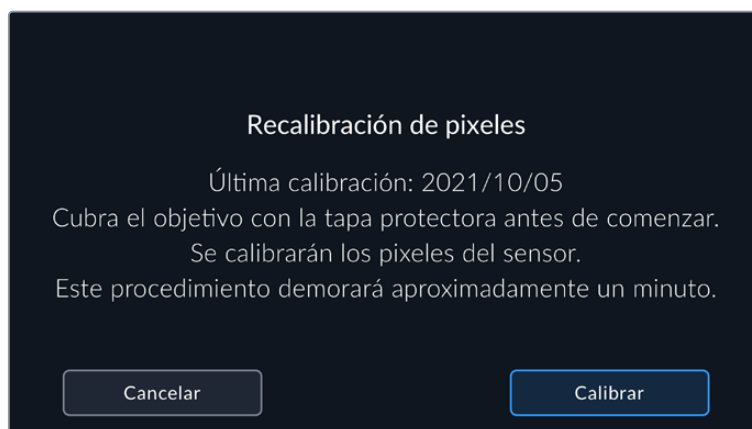 Recalibración de pixeles
Última calibración: 2021/10/05
Cubra el objetivo con la tapa protectora antes de comenzar.
Se calibrarán los pixeles del sensor.
Este procedimiento demorará aproximadamente un minuto.
Cancelar
Calibrar